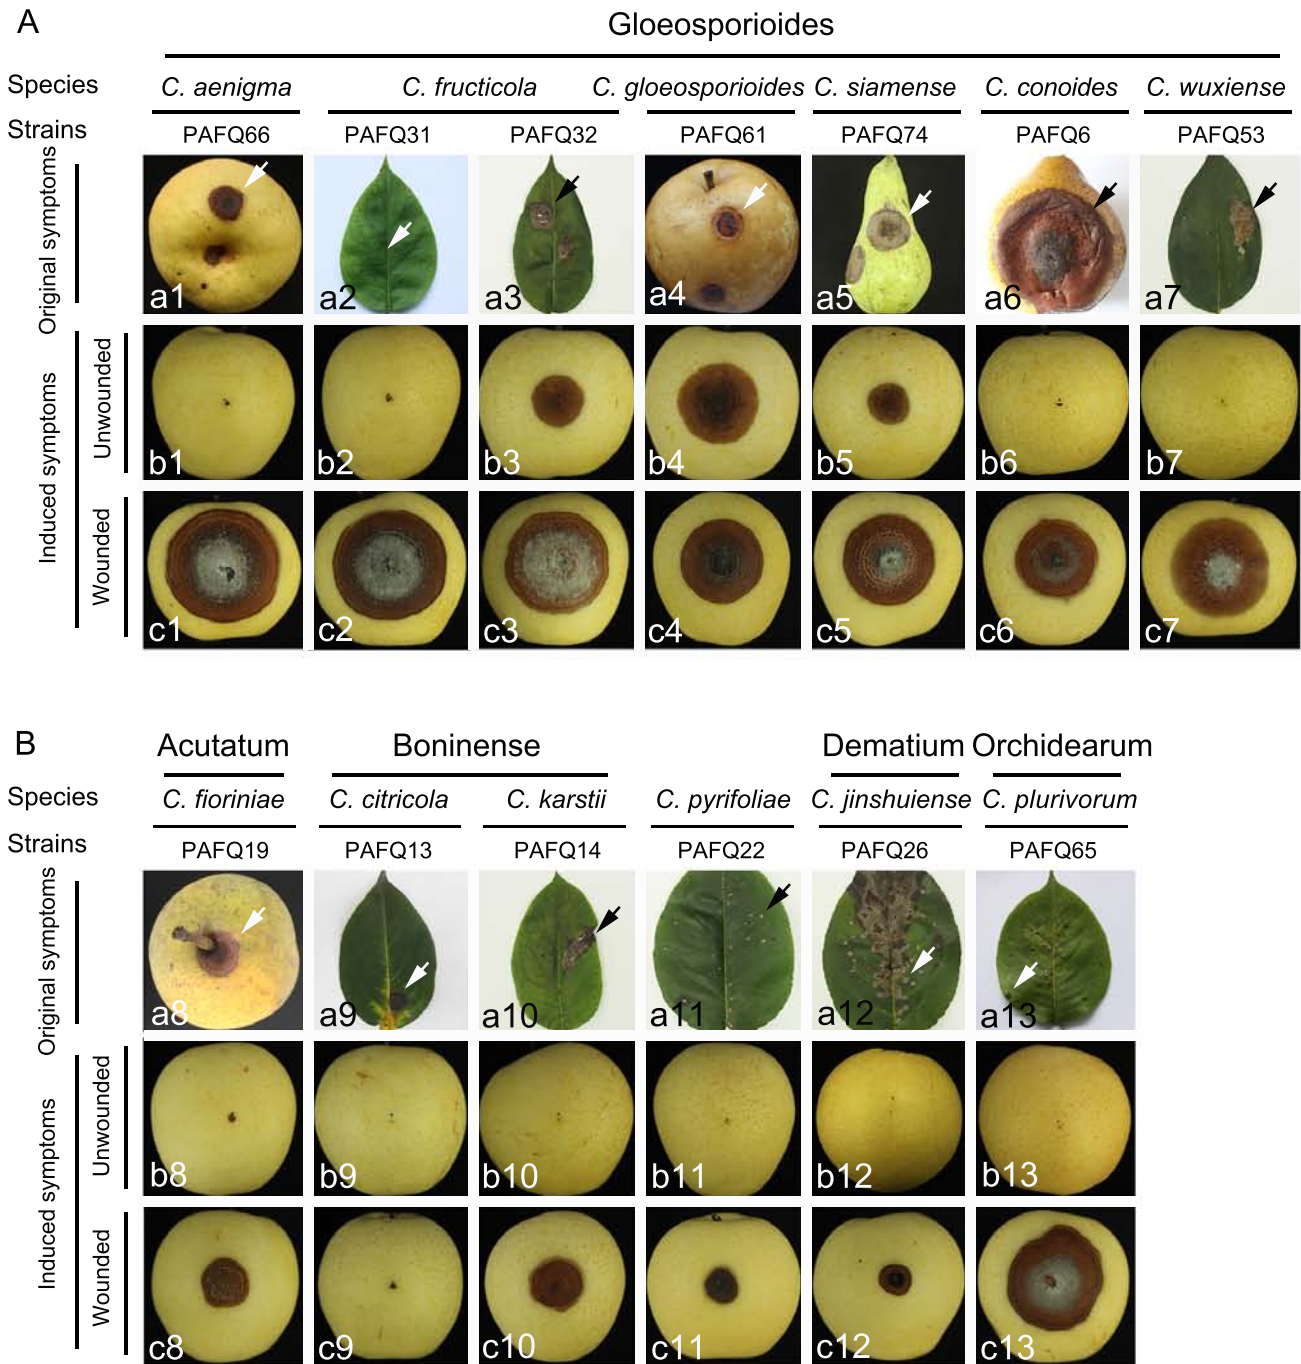 A
Gloeosporioides
Species C. aenigma C. fructicola C. gloeosporioides C. siamense C. conoides C. wuxiense
Strains PAFQ66 PAFQ31 PAFQ32 PAFQ61 PAFQ74 PAFQ6 PAFQ53
Original symptoms
a1 a2 a3 a4 a5 a6 a7
Induced symptoms
Unwounded
b1 b2 b3 b4 b5 b6 b7
Wounded
c1 c2 c3 c4 c5 c6 c7
B
Acutatum Boninense Dematium Orchidearum
Species C. fioriniae C. citricola C. karstii C. pyrifoliae C. jinshuiense C. plurivorum
Strains PAFQ19 PAFQ13 PAFQ14 PAFQ22 PAFQ26 PAFQ65
Original symptoms
a8 a9 a10 a11 a12 a13
Induced symptoms
Unwounded
b8 b9 b10 b11 b12 b13
Wounded
c8 c9 c10 c11 c12 c13